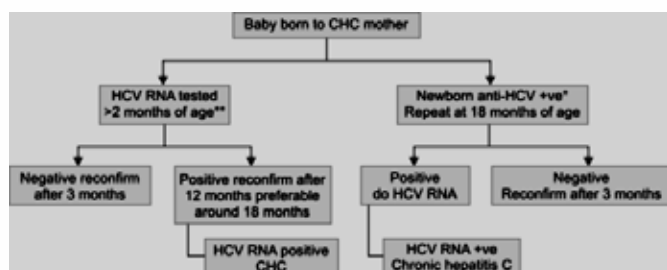 Baby born to CHC mother
HCV RNA tested
>2 months of age**
Newborn anti-HCV +ve*
Repeat at 18 months of age
Negative reconfirm
after 3 months
Positive reconfirm after
12 months preferable
around 18 months
Positive
do HCV RNA
Negative
Reconfirm after 3 months
HCV RNA positive
CHC
HCV RNA +ve
Chronic hepatitis C